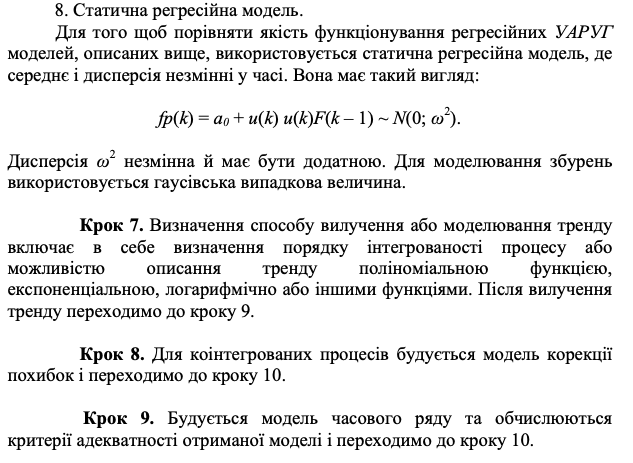 8. Статична регресійна модель.
Для того щоб порівняти якість функціонування регресійних УАРУГ
моделей, описаних вище, використовується статична регресійна модель, де
середнє і дисперсія незмінні у часі. Вона має такий вигляд:
fp(k) = a₀ + u(k) u(k)F(k – 1) ~ N(0; ω²).
Дисперсія ω² незмінна й має бути додатною. Для моделювання збурень
використовується гаусівська випадкова величина.
Крок 7. Визначення способу вилучення або моделювання тренду
включає в себе визначення порядку інтегрованості процесу або
можливістю описання тренду поліноміальною функцією,
експоненціальною, логарифмічно або іншими функціями. Після вилучення
тренду переходимо до кроку 9.
Крок 8. Для коінтегрованих процесів будується модель корекції
похибок і переходимо до кроку 10.
Крок 9. Будується модель часового ряду та обчислюються
критерії адекватності отриманої моделі і переходимо до кроку 10.